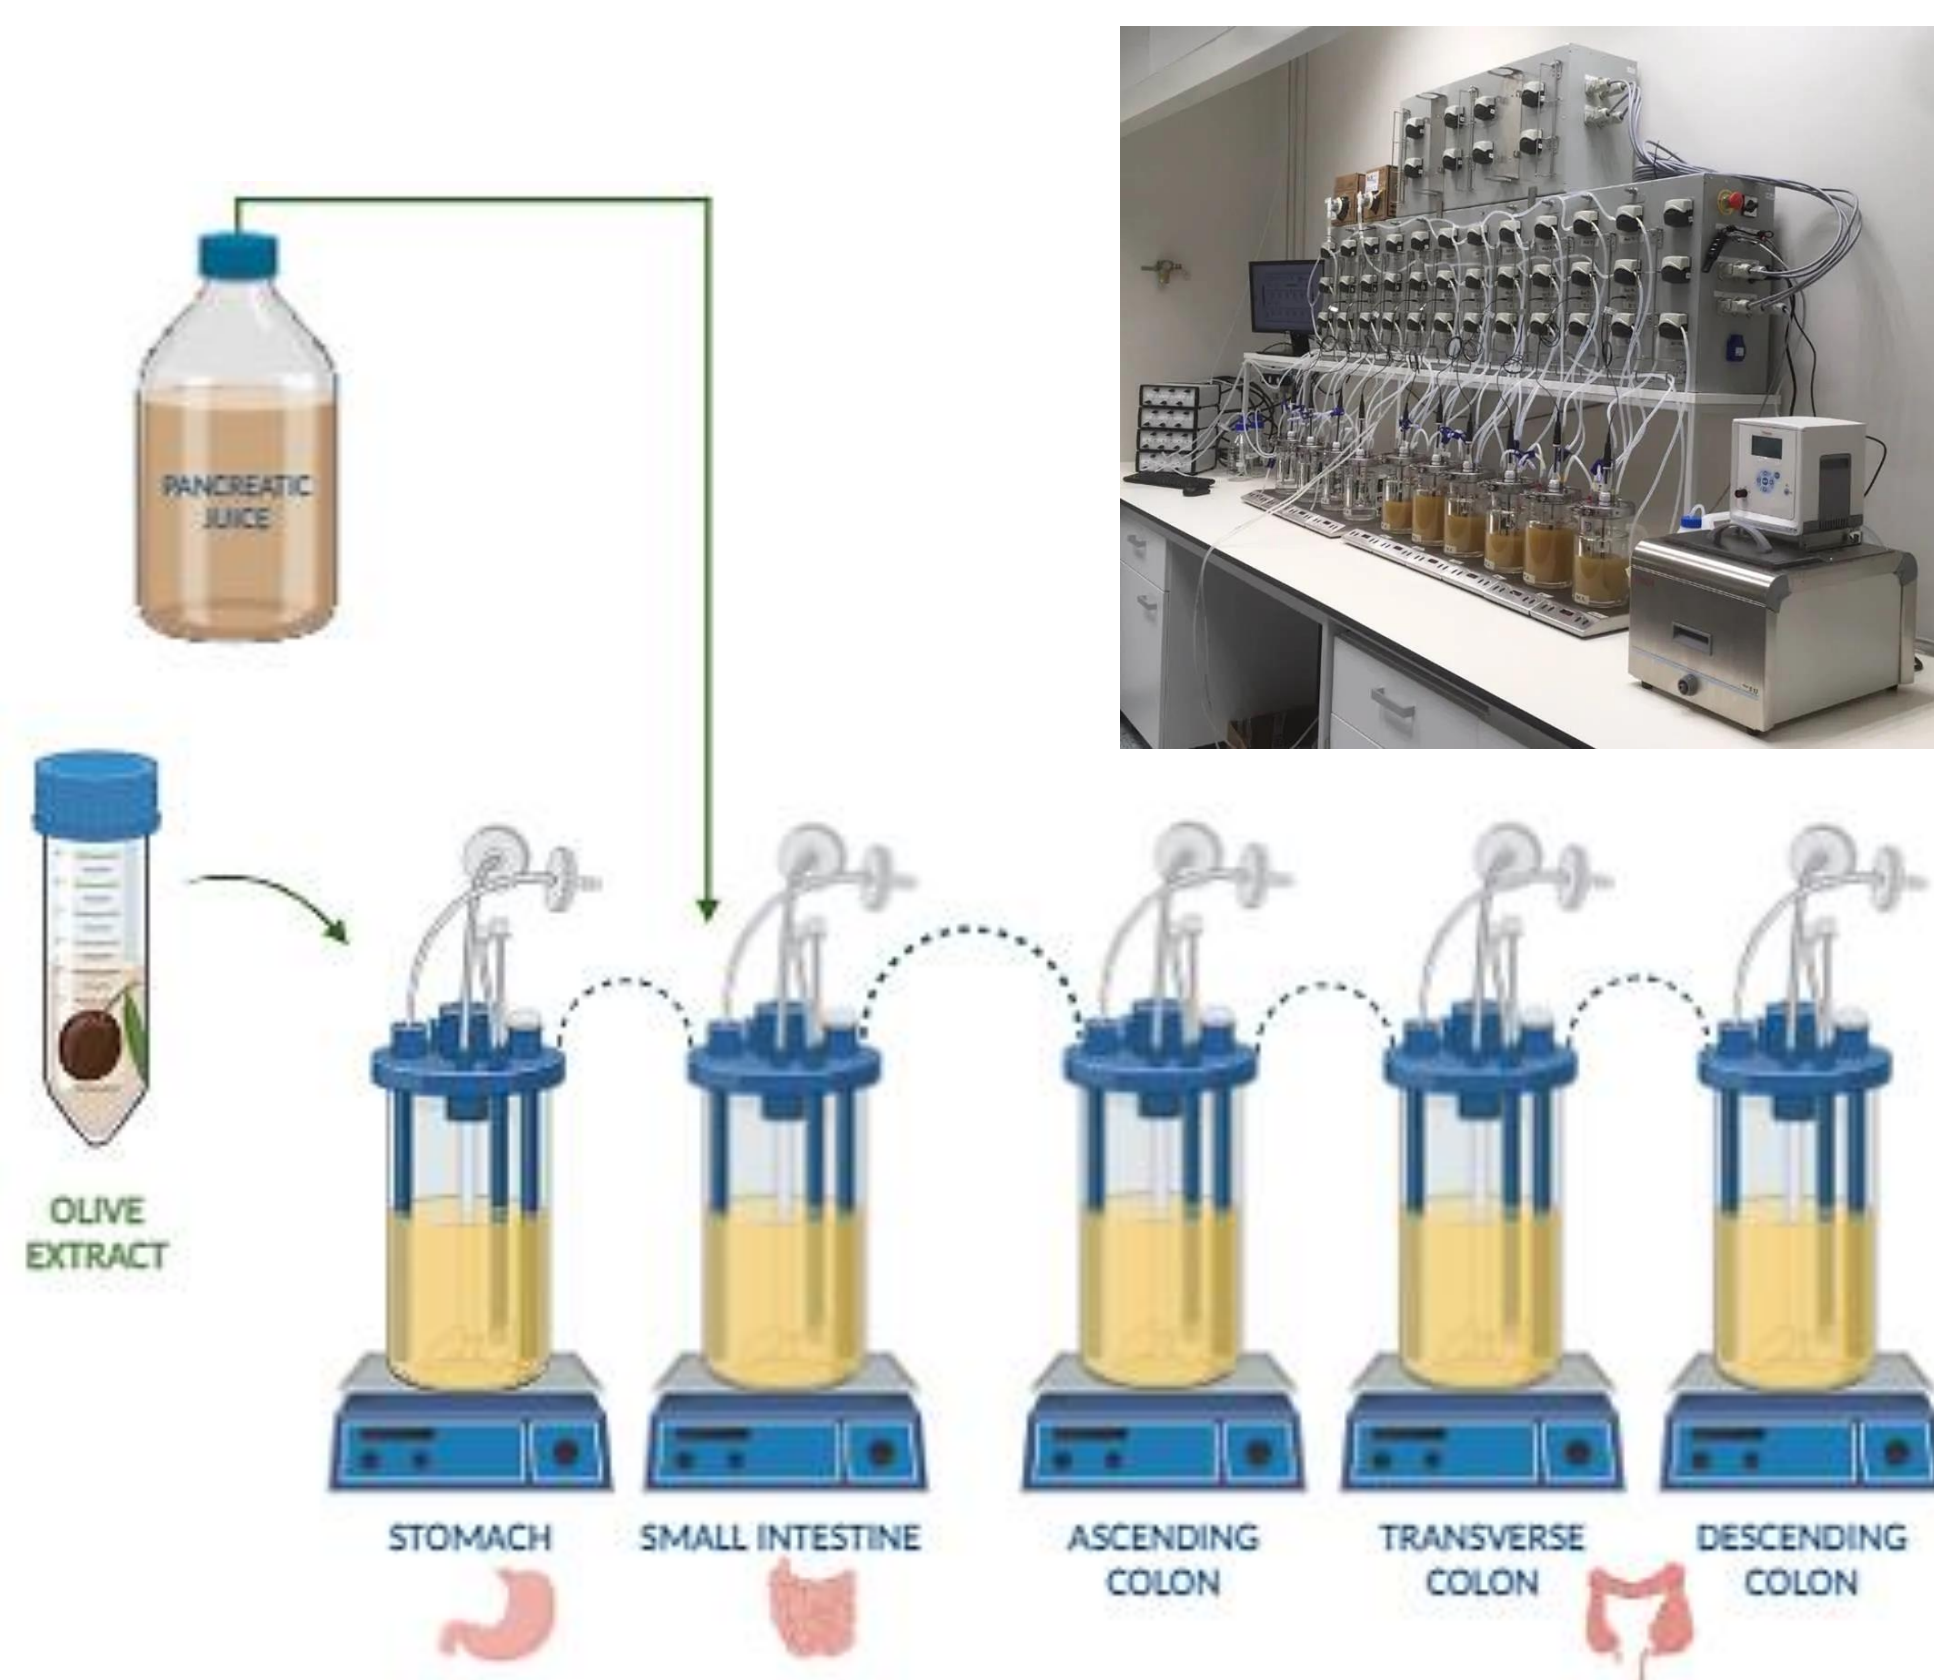 PANCREATIC
JUICE
OLIVE
EXTRACT
STOMACH
SMALL INTESTINE
ASCENDING
COLON
TRANSVERSE
COLON
DESCENDING
COLON